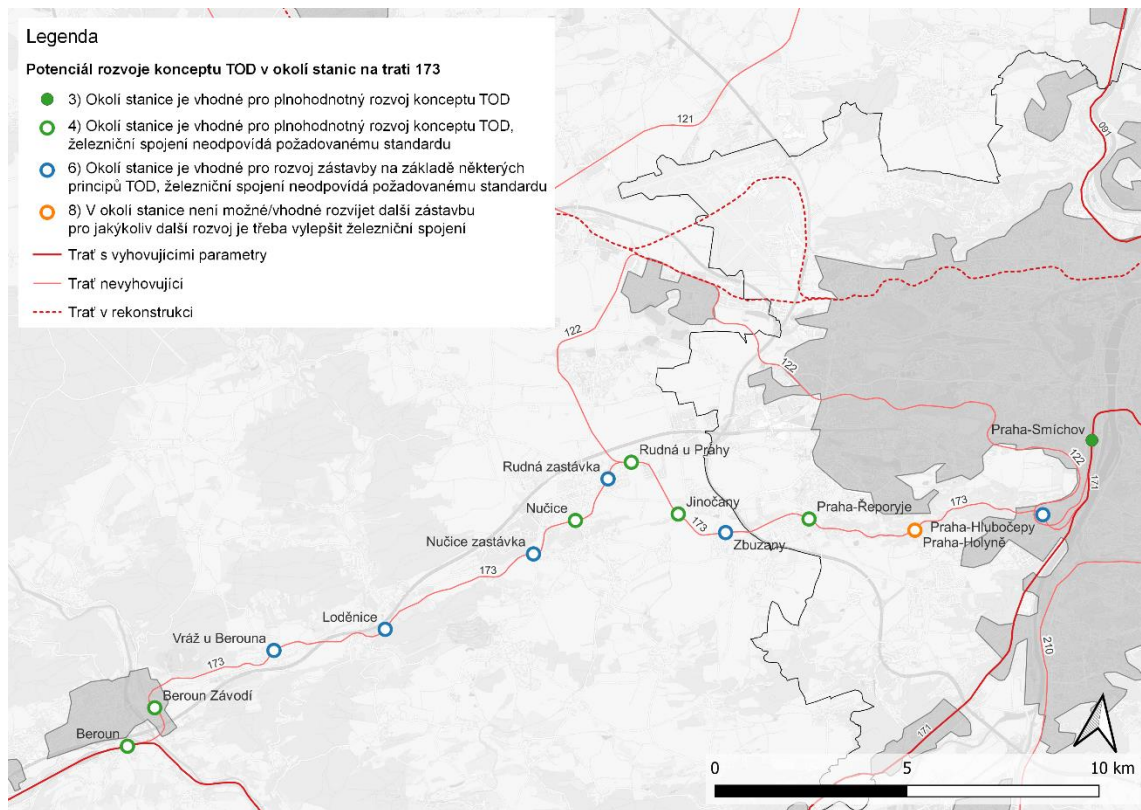 Legenda
Potenciál rozvoje konceptu TOD v okolí stanic na trati 173
3) Okolí stanice je vhodné pro plnohodnotný rozvoj konceptu TOD
4) Okolí stanice je vhodné pro plnohodnotný rozvoj konceptu TOD,
železniční spojení neodpovídá požadovanému standardu
6) Okolí stanice je vhodné pro rozvoj zástavby na základě některých
principů TOD, železniční spojení neodpovídá požadovanému standardu
8) V okolí stanice není možné/vhodné rozvíjet další zástavbu
pro jakýkoliv další rozvoj je třeba vylepšit železniční spojení
Trať s vyhovujícími parametry
Trať nevyhovující
Trať v rekonstrukci
121
091
122
122
Praha-Smíchov
Rudná u Prahy
122
Rudná zastávka
171
Nučice
Jinočany
Praha-Řeporyje
173
173
Praha-Hlubočepy
Zbuzany
Praha-Holyně
Nučice zastávka
173
Loděnice
Vráž u Berouna
210
173
Beroun Závodí
Beroun
171
0
5
10 km